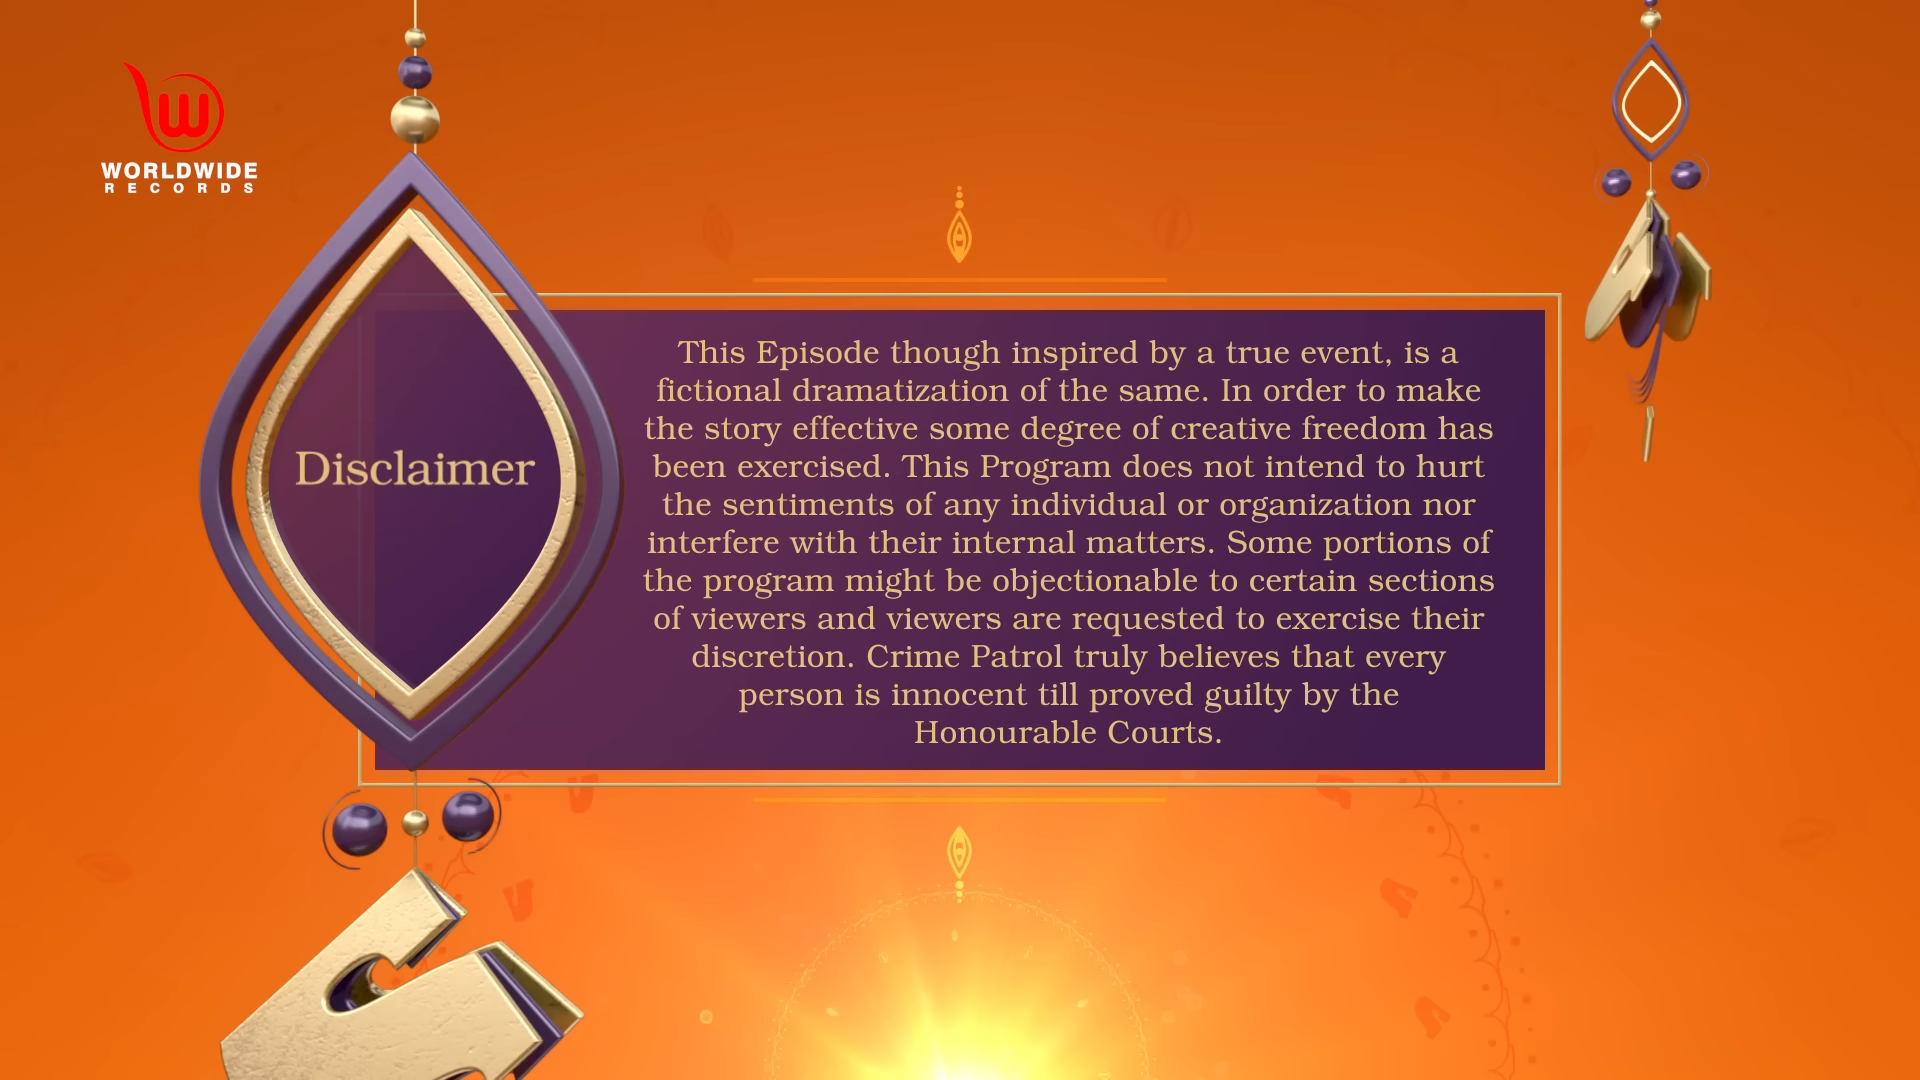 WORLDWIDE
RECORDS
Disclaimer
This Episode though inspired by a true event, is a
fictional dramatization of the same. In order to make
the story effective some degree of creative freedom has
been exercised. This Program does not intend to hurt
the sentiments of any individual or organization nor
interfere with their internal matters. Some portions of
the program might be objectionable to certain sections
of viewers and viewers are requested to exercise their
discretion. Crime Patrol truly believes that every
person is innocent till proved guilty by the
Honourable Courts.